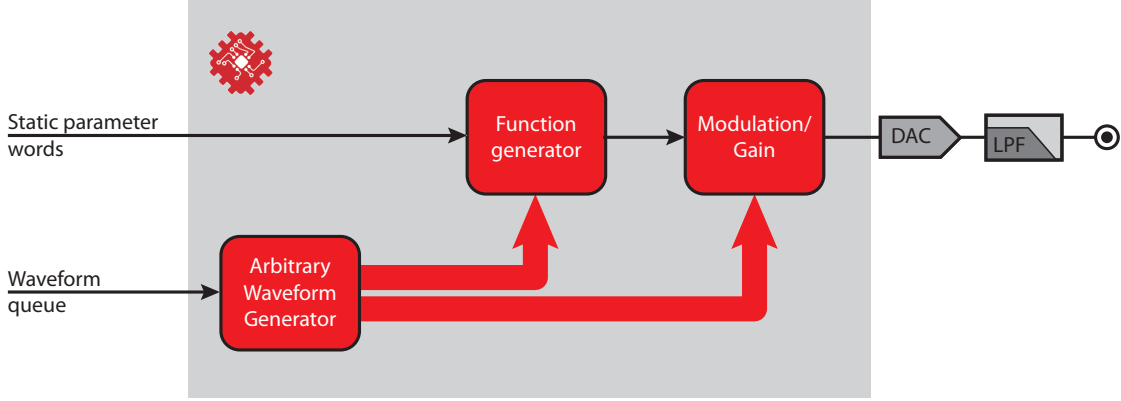 Static parameter
words
Function
generator
Modulation/
Gain
DAC
LPF
Waveform
queue
Arbitrary
Waveform
Generator